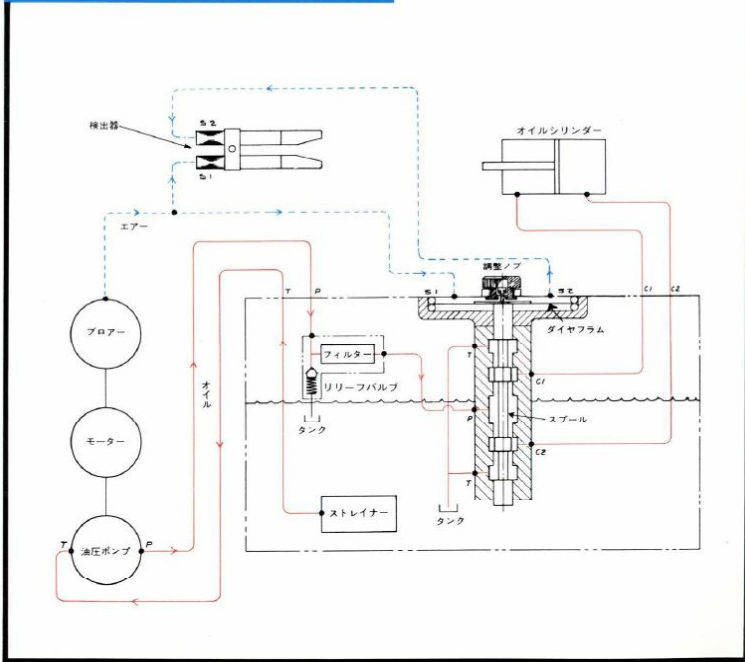 S2
検出器
S1
オイルシリンダー
エアー
調整ノブ
S1
S2
T
P
C1
C2
ダイヤフラム
ブロアー
フィルター
T
リリーフバルブ
C1
オイル
タンク
P
スプール
モーター
C2
T
ストレイナー
タンク
T
油圧ポンプ
P